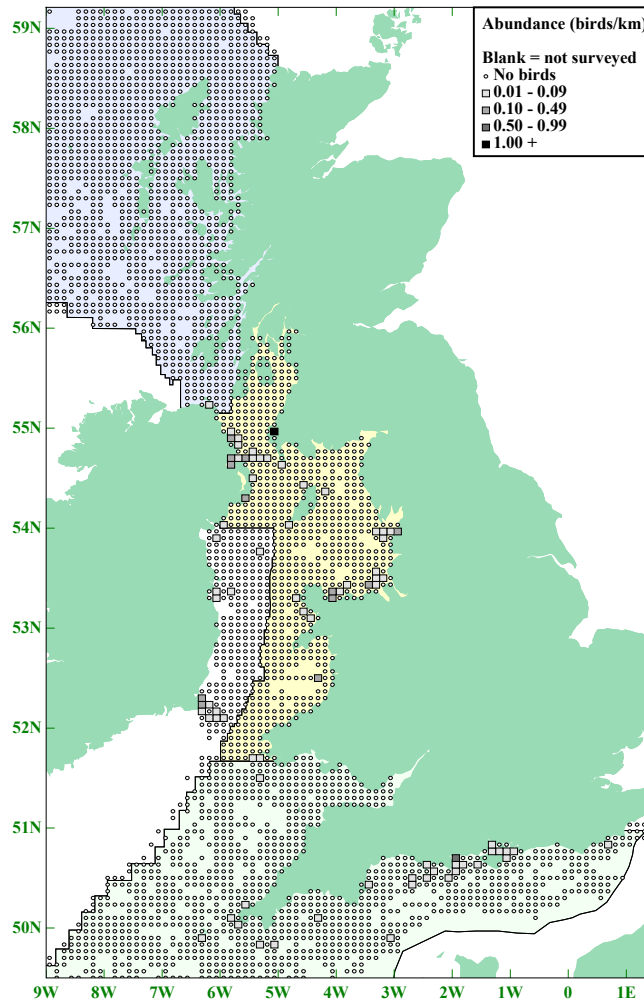 Abundance (birds/km)
Blank = not surveyed
No birds
0.01 - 0.09
0.10 - 0.49
0.50 - 0.99
1.00 +
59N
58N
57N
56N
55N
54N
53N
52N
51N
50N
9W 8W 7W 6W 5W 4W 3W 2W 1W 0 1E